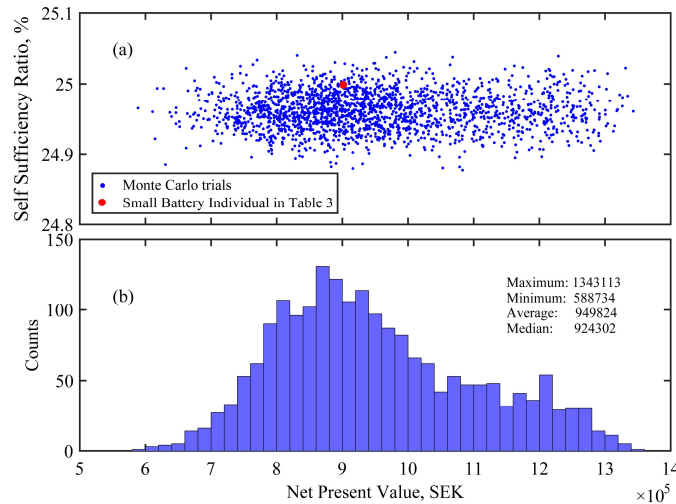 25.1
25
24.9
24.8
Self Sufficiency Ratio, %
(a)
Monte Carlo trials
Small Battery Individual in Table 3
150
100
50
0
Counts
(b)
Maximum: 1343113
Minimum: 588734
Average: 949824
Median: 924302
5 6 7 8 9 10 11 12 13 14
×10⁵
Net Present Value, SEK